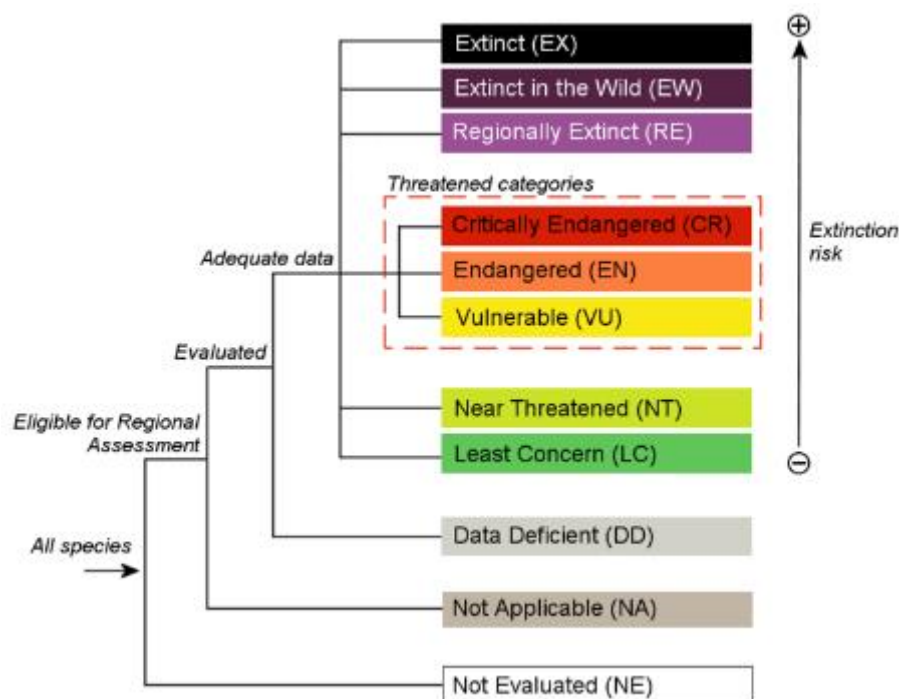 Extinct (EX)
Extinct in the Wild (EW)
Regionally Extinct (RE)
Threatened categories
Critically Endangered (CR)
Extinction
risk
Adequate data
Endangered (EN)
Vulnerable (VU)
Evaluated
Near Threatened (NT)
Eligible for Regional
Assessment
Least Concern (LC)
All species
Data Deficient (DD)
Not Applicable (NA)
Not Evaluated (NE)